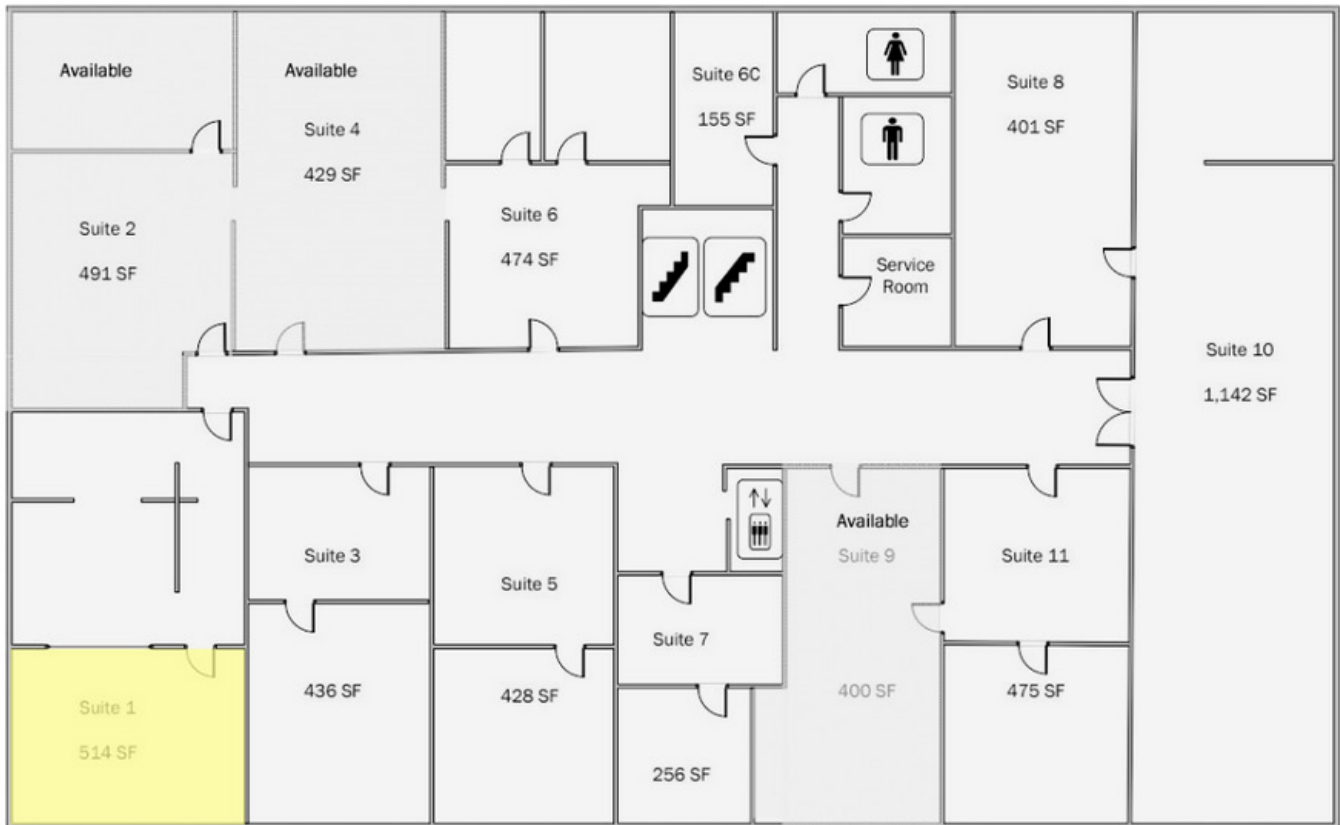 Available
Available
Suite 4
429 SF
Suite 2
491 SF
Suite 6
474 SF
Suite 6C
155 SF
Service
Room
Suite 8
401 SF
Suite 10
1,142 SF
Suite 1
514 SF
Suite 3
436 SF
Suite 5
428 SF
Suite 7
256 SF
Available
Suite 9
400 SF
Suite 11
475 SF